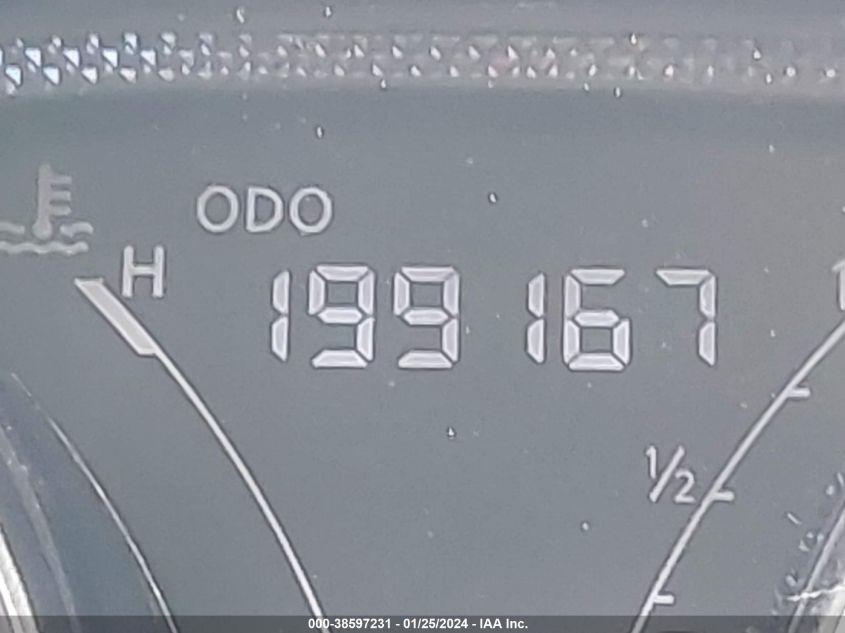 ODO
H
199167
1/2
000-38597231 - 01/25/2024 - IAA Inc.